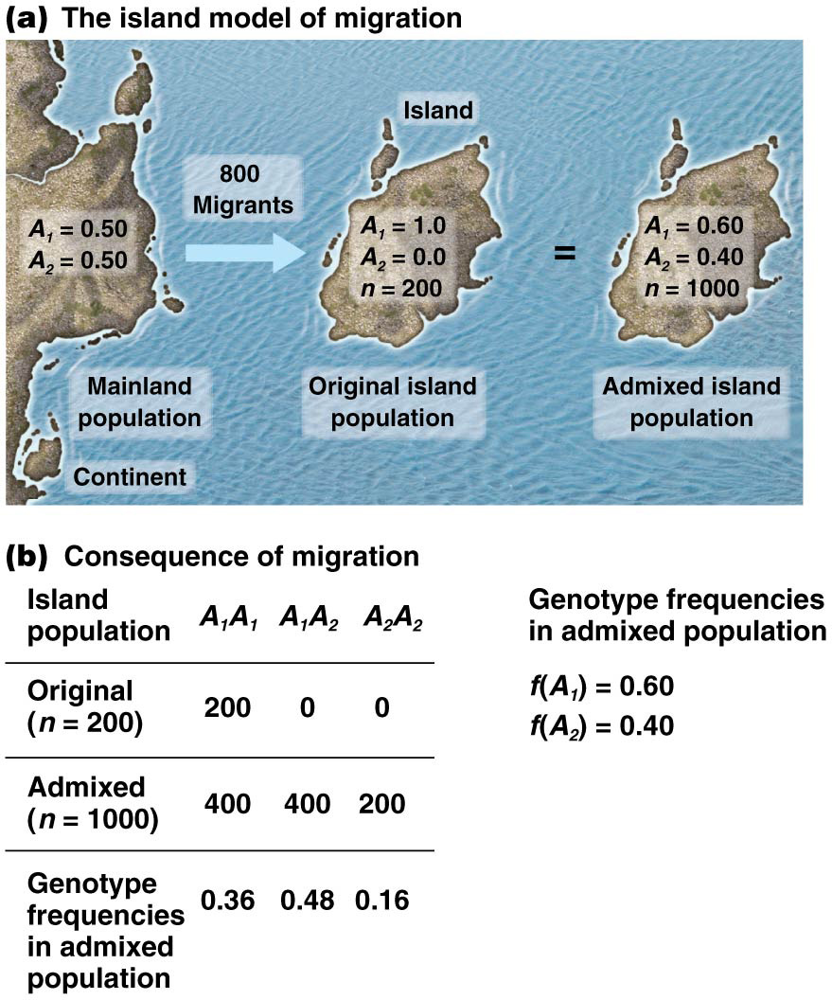 (a) The island model of migration
Island
800
Migrants
A₁ = 0.50
A₂ = 0.50
A₁ = 1.0
A₂ = 0.0
n = 200
=
A₁ = 0.60
A₂ = 0.40
n = 1000
Mainland
population
Original island
population
Admixed island
population
Continent
(b) Consequence of migration
Island
population
A₁A₁ A₁A₂ A₂A₂
Original
(n = 200)
200 0 0
Admixed
(n = 1000)
400 400 200
Genotype
frequencies
in admixed
population
0.36 0.48 0.16
Genotype frequencies
in admixed population
f(A₁) = 0.60
f(A₂) = 0.40